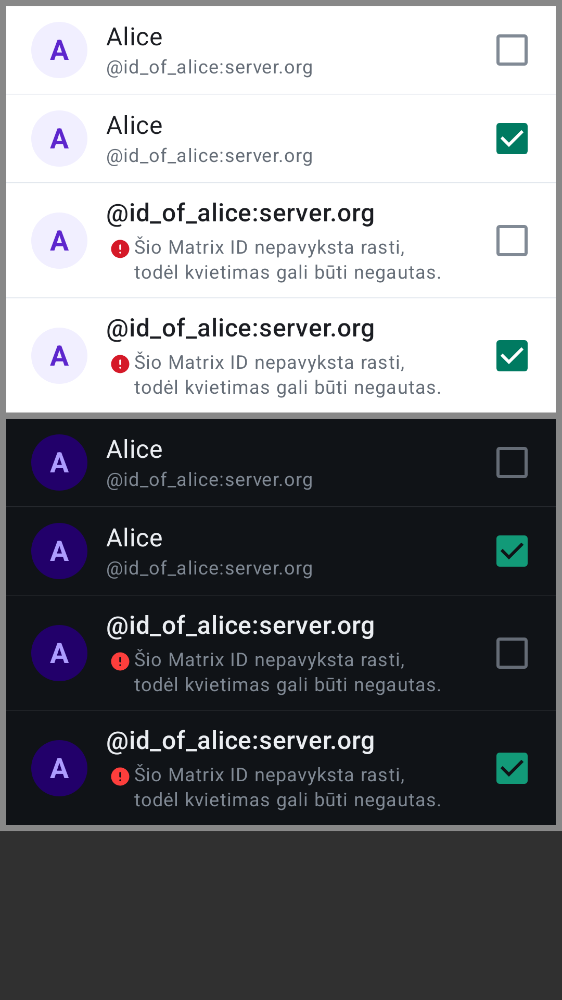 A
Alice
@id_of_alice:server.org
A
Alice
@id_of_alice:server.org
A
@id_of_alice:server.org
Šio Matrix ID nepavyksta rasti,
todėl kvietimas gali būti negautas.
A
@id_of_alice:server.org
Šio Matrix ID nepavyksta rasti,
todėl kvietimas gali būti negautas.
A
Alice
@id_of_alice:server.org
A
Alice
@id_of_alice:server.org
A
@id_of_alice:server.org
Šio Matrix ID nepavyksta rasti,
todėl kvietimas gali būti negautas.
A
@id_of_alice:server.org
Šio Matrix ID nepavyksta rasti,
todėl kvietimas gali būti negautas.